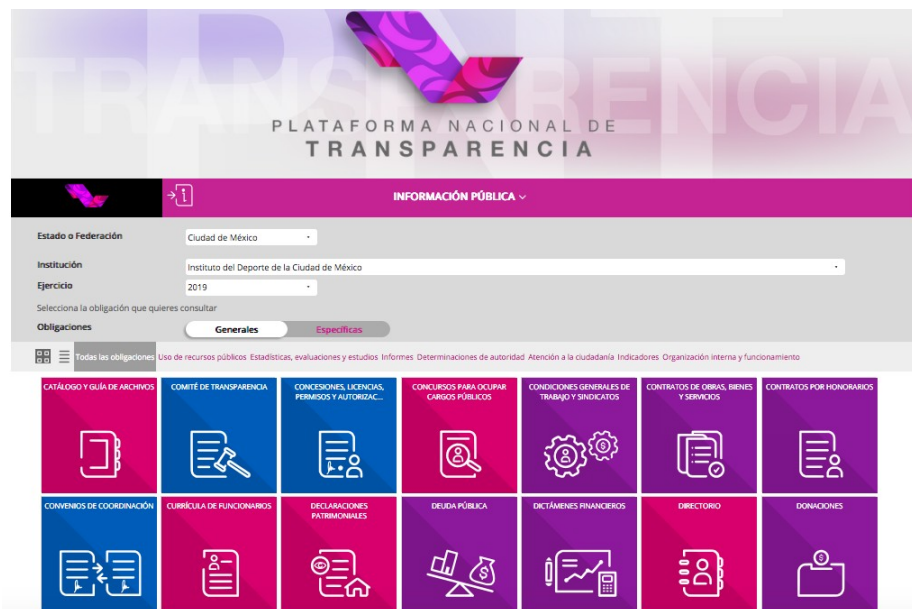 PNT
TRANSPARENCIA
PLATAFORMA NACIONAL DE
TRANSPARENCIA
INFORMACIÓN PÚBLICA
Estado o Federación
Ciudad de México
Institución
Instituto del Deporte de la Ciudad de México
Ejercicio
2019
Selecciona la obligación que quieres consultar
Obligaciones
Generales
Específicas
Todas las obligaciones Uso de recursos públicos Estadísticas, evaluaciones y estudios Informes Determinaciones de autoridad Atención a la ciudadanía Indicadores Organización interna y funcionamiento
CATÁLOGO Y GUÍA DE ARCHIVOS
COMITÉ DE TRANSPARENCIA
CONCESIONES, LICENCIAS,
PERMISOS Y AUTORIZAC...
CONCURSOS PARA OCUPAR
CARGOS PÚBLICOS
CONDICIONES GENERALES DE
TRABAJO Y SINDICATOS
CONTRATOS DE OBRAS, BIENES
Y SERVICIOS
CONTRATOS POR HONORARIOS
CONVENIOS DE COORDINACIÓN
CURRÍCULA DE FUNCIONARIOS
DECLARACIONES
PATRIMONIALES
DEUDA PÚBLICA
DICTÁMENES FINANCIEROS
DIRECTORIO
DONACIONES